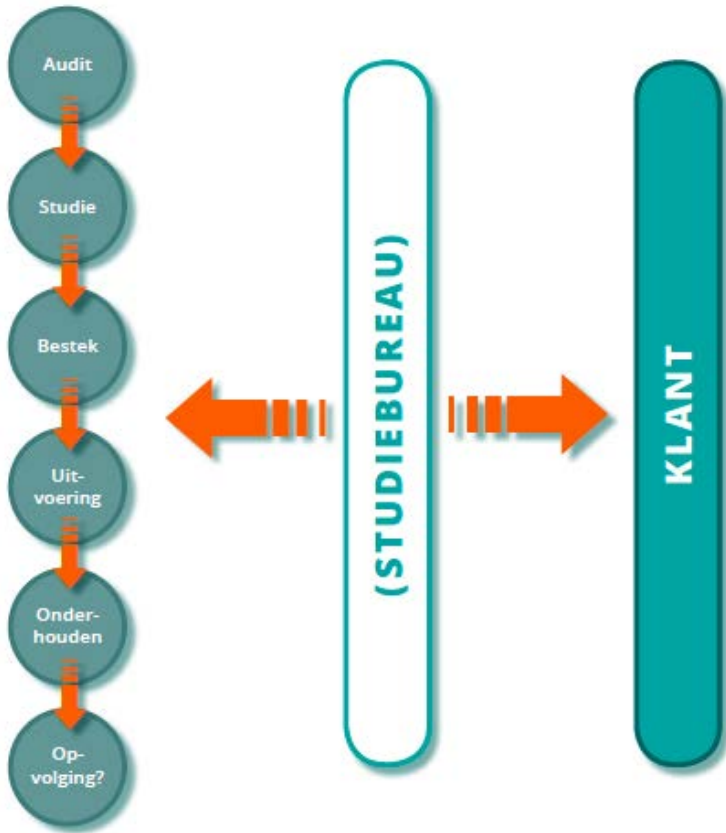 Audit
Studie
Bestek
Uit-
voering
Onder-
houden
Op-
volging?
(STUDIEBUREAU)
KLANT